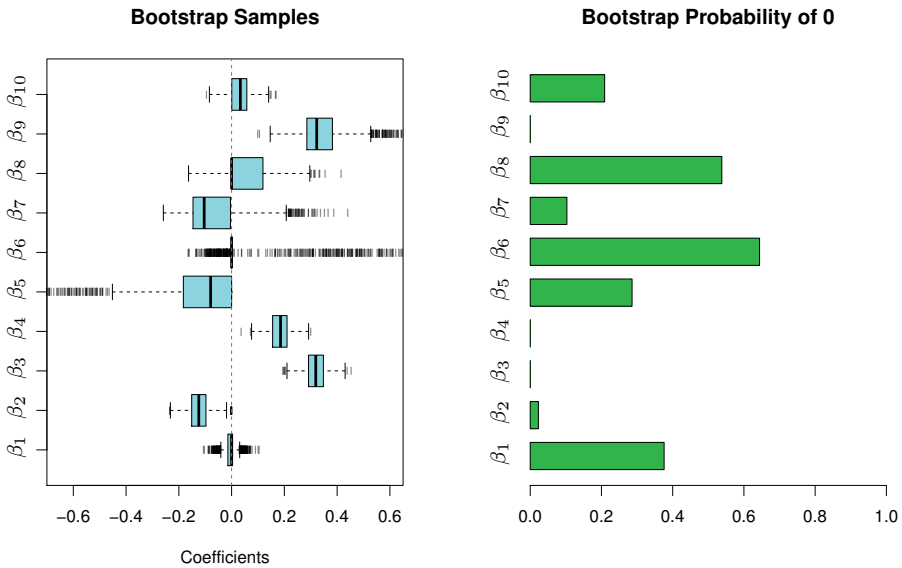 Bootstrap Samples
β10
β9
β8
β7
β6
β5
β4
β3
β2
β1
−0.6 −0.4 −0.2 0.0 0.2 0.4 0.6
Coefficients
Bootstrap Probability of 0
β10
β9
β8
β7
β6
β5
β4
β3
β2
β1
0.0 0.2 0.4 0.6 0.8 1.0